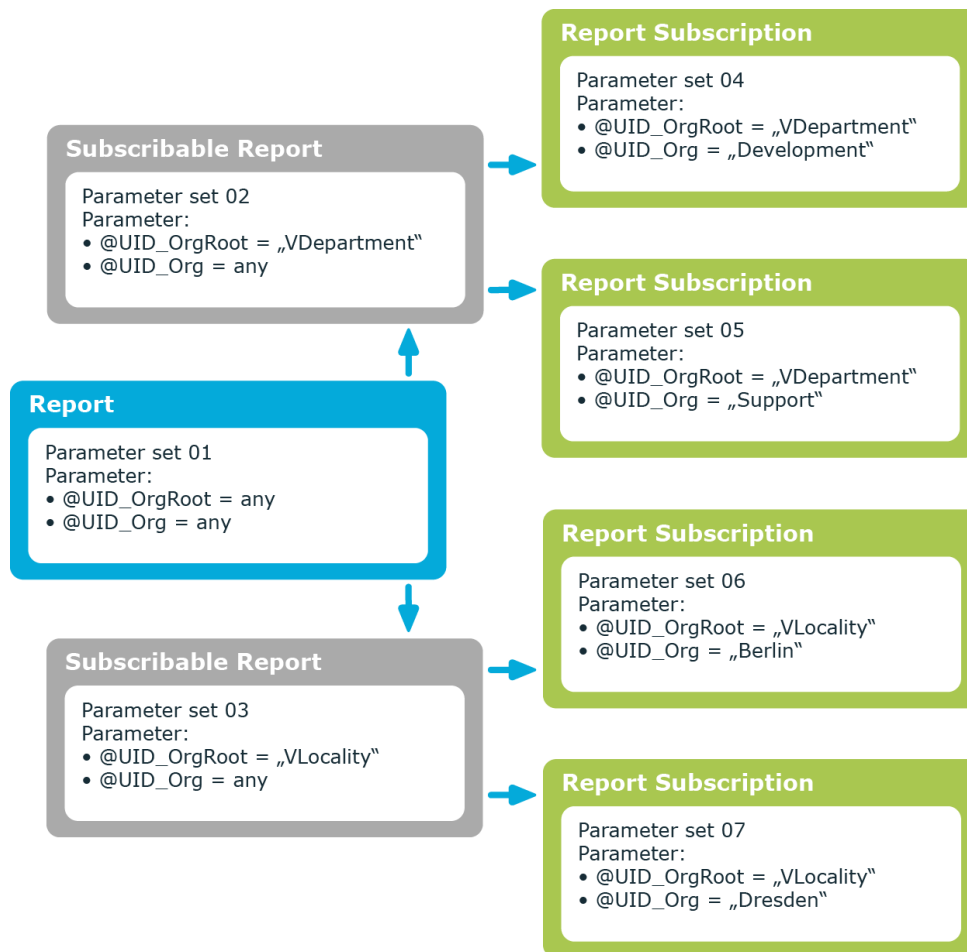 Report Subscription
Parameter set 04
Parameter:
• @UID_OrgRoot = „VDepartment“
• @UID_Org = „Development“
Subscribable Report
Parameter set 02
Parameter:
• @UID_OrgRoot = „VDepartment“
• @UID_Org = any
Report Subscription
Parameter set 05
Parameter:
• @UID_OrgRoot = „VDepartment“
• @UID_Org = „Support“
Report
Parameter set 01
Parameter:
• @UID_OrgRoot = any
• @UID_Org = any
Report Subscription
Parameter set 06
Parameter:
• @UID_OrgRoot = „VLocality“
• @UID_Org = „Berlin“
Subscribable Report
Parameter set 03
Parameter:
• @UID_OrgRoot = „VLocality“
• @UID_Org = any
Report Subscription
Parameter set 07
Parameter:
• @UID_OrgRoot = „VLocality“
• @UID_Org = „Dresden“